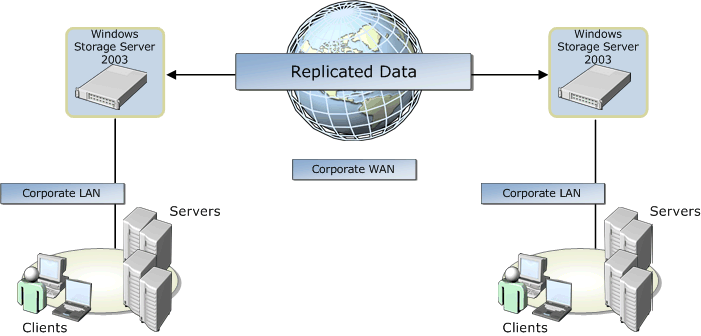 Windows
Storage Server
2003
Replicated Data
Windows
Storage Server
2003
Corporate WAN
Corporate LAN
Corporate LAN
Servers
Servers
Clients
Clients